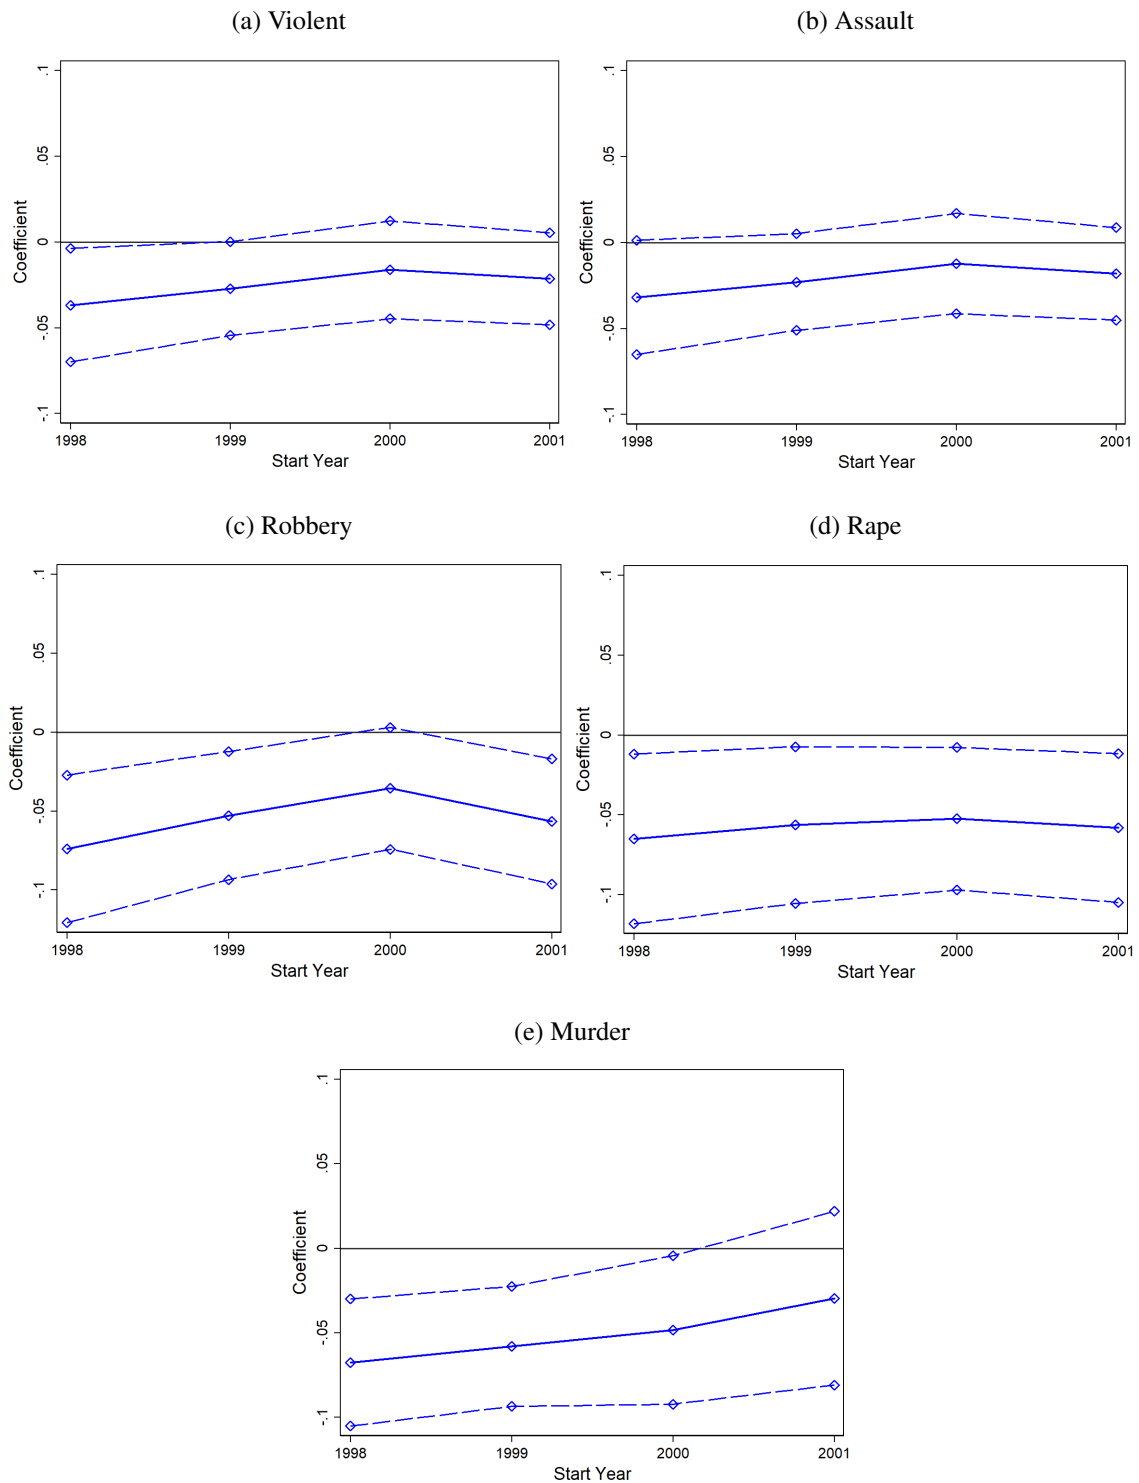 (a) Violent
.1
.05
0
-.05
-.1
Coefficient
1998 1999 2000 2001
Start Year
(b) Assault
.1
.05
0
-.05
-.1
Coefficient
1998 1999 2000 2001
Start Year
(c) Robbery
.1
.05
0
-.05
-.1
Coefficient
1998 1999 2000 2001
Start Year
(d) Rape
.1
.05
0
-.05
-.1
Coefficient
1998 1999 2000 2001
Start Year
(e) Murder
.1
.05
0
-.05
-.1
Coefficient
1998 1999 2000 2001
Start Year